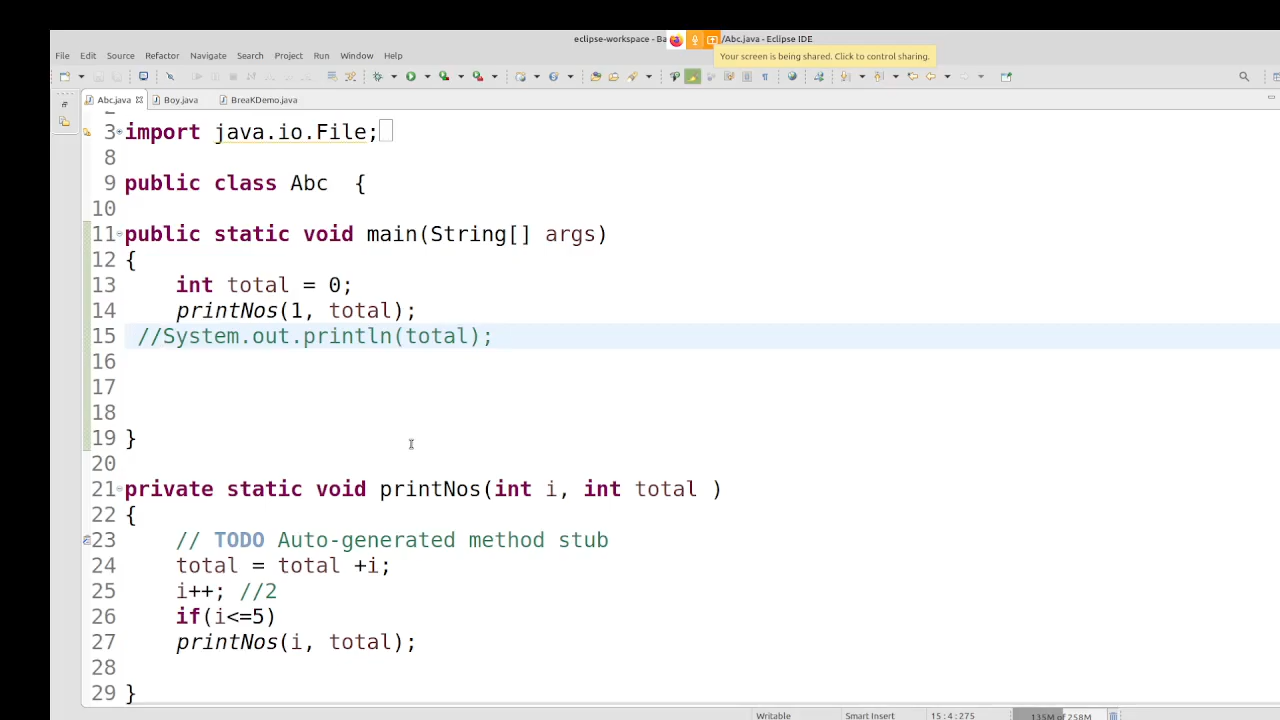 eclipse-workspace - Ba /Abc.java - Eclipse IDE
Your screen is being shared. Click to control sharing.
File Edit Source Refactor Navigate Search Project Run Window Help
Abc.java Boy.java BreaKDemo.java
3 import java.io.File;
8
9 public class Abc {
10
11 public static void main(String[] args)
12 {
13 int total = 0;
14 printNos(1, total);
15 //System.out.println(total);
16
17
18
19 }
20
21 private static void printNos(int i, int total )
22 {
23 // TODO Auto-generated method stub
24 total = total +i;
25 i++; //2
26 if(i<=5)
27 printNos(i, total);
28
29 }
Writable Smart Insert 15:4:275 135M of 258M